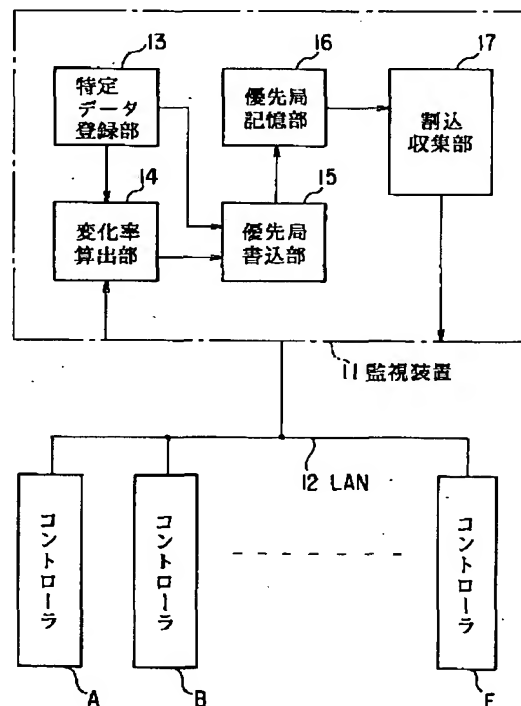 13
特定
データ
登録部
16
優先局
記憶部
17
割込
収集部
14
変化率
算出部
15
優先局
書込部
11 監視装置
12 LAN
コントローラ
A
コントローラ
B
コントローラ
F